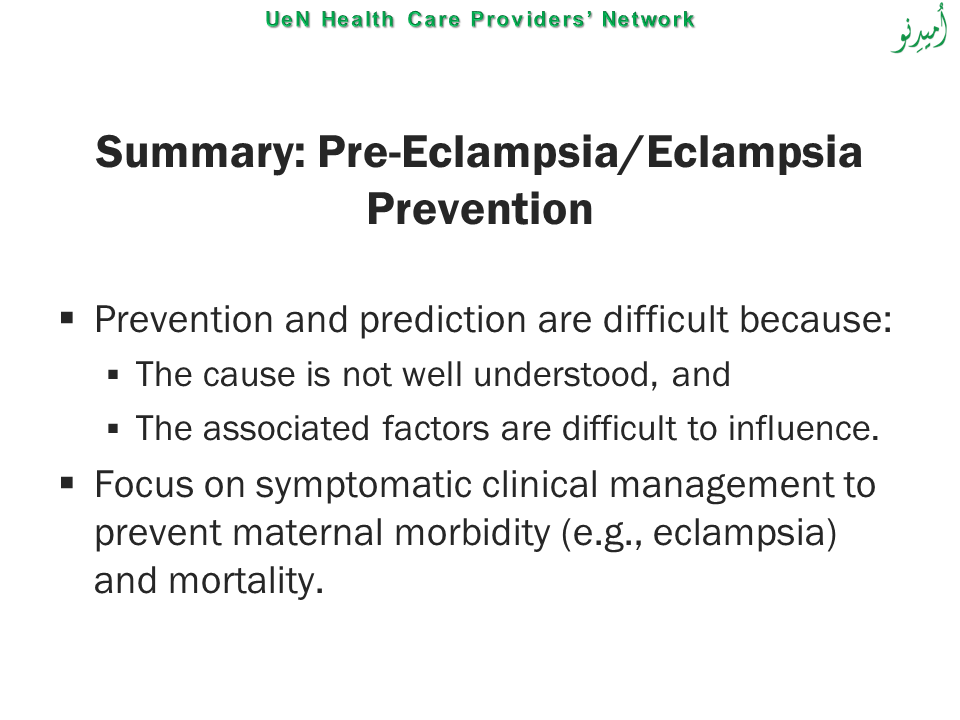 UeN Health Care Providers’ Network
اُمیدِنو
Summary: Pre-Eclampsia/Eclampsia
Prevention
▪ Prevention and prediction are difficult because:
▪ The cause is not well understood, and
▪ The associated factors are difficult to influence.
▪ Focus on symptomatic clinical management to
prevent maternal morbidity (e.g., eclampsia)
and mortality.